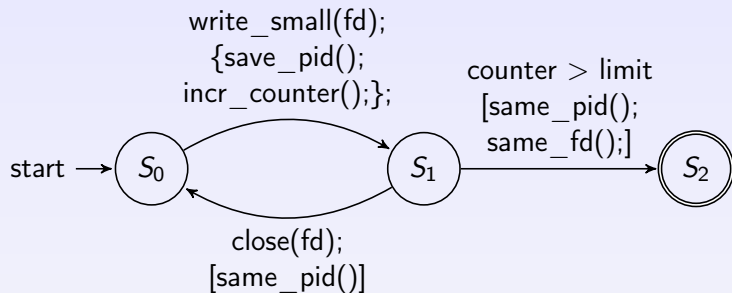 write_small(fd);
{save_pid();
incr_counter();};
counter > limit
[same_pid();
same_fd();]
start
S0
S1
S2
close(fd);
[same_pid()]